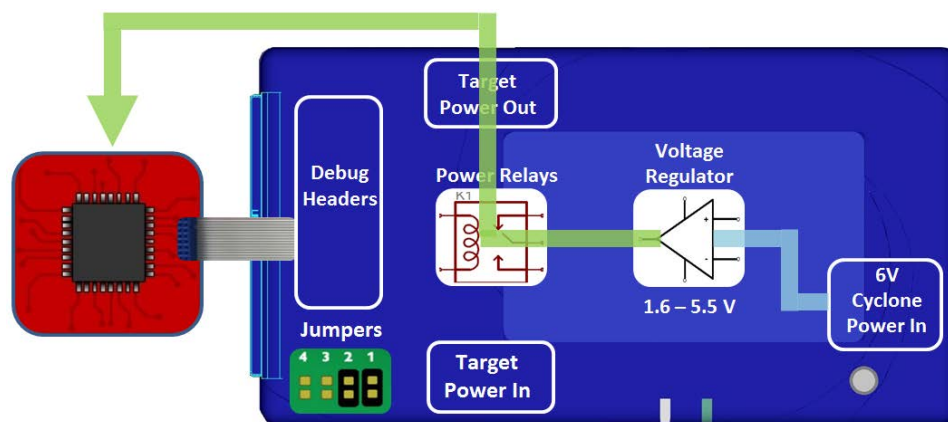 Target
Power Out
Debug
Headers
Power Relays
K1
Voltage
Regulator
+
-
1.6 – 5.5 V
6V
Cyclone
Power In
Jumpers
4 3 2 1
Target
Power In